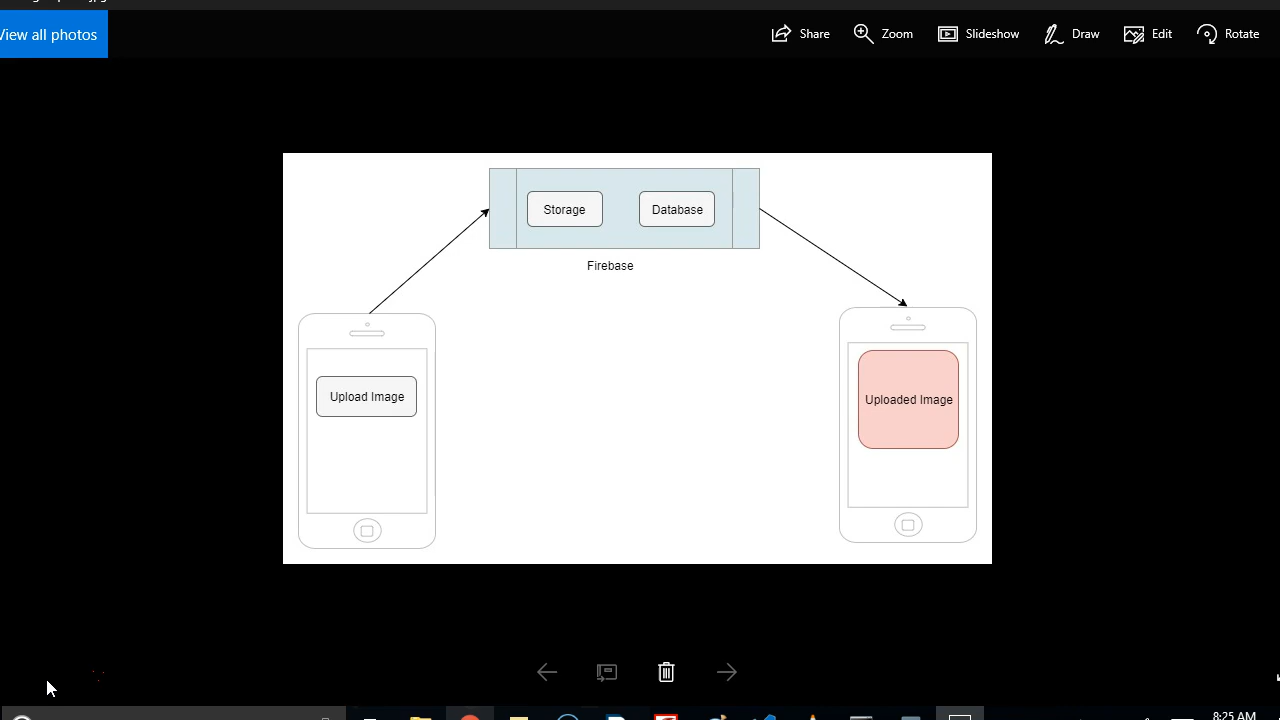 View all photos
Share
Zoom
Slideshow
Draw
Edit
Rotate
Storage
Database
Firebase
Upload Image
Uploaded Image
8:25 AM